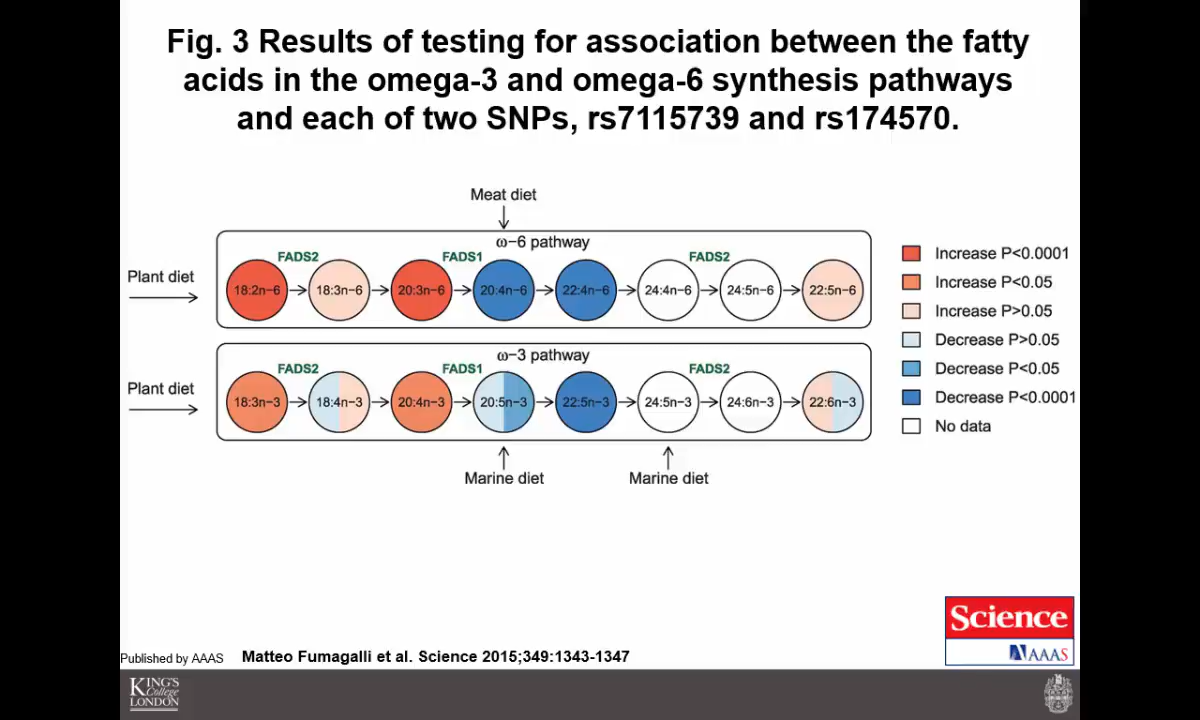 Fig. 3 Results of testing for association between the fatty
acids in the omega-3 and omega-6 synthesis pathways
and each of two SNPs, rs7115739 and rs174570.
Meat diet
ω−6 pathway
FADS2 FADS1 FADS2
Plant diet
18:2n−6 18:3n−6 20:3n−6 20:4n−6 22:4n−6 24:4n−6 24:5n−6 22:5n−6
ω−3 pathway
FADS2 FADS1 FADS2
Plant diet
18:3n−3 18:4n−3 20:4n−3 20:5n−3 22:5n−3 24:5n−3 24:6n−3 22:6n−3
Marine diet Marine diet
Increase P<0.0001
Increase P<0.05
Increase P>0.05
Decrease P>0.05
Decrease P<0.05
Decrease P<0.0001
No data
Science
AAAS
Published by AAAS Matteo Fumagalli et al. Science 2015;349:1343-1347
KING'S
College
LONDON